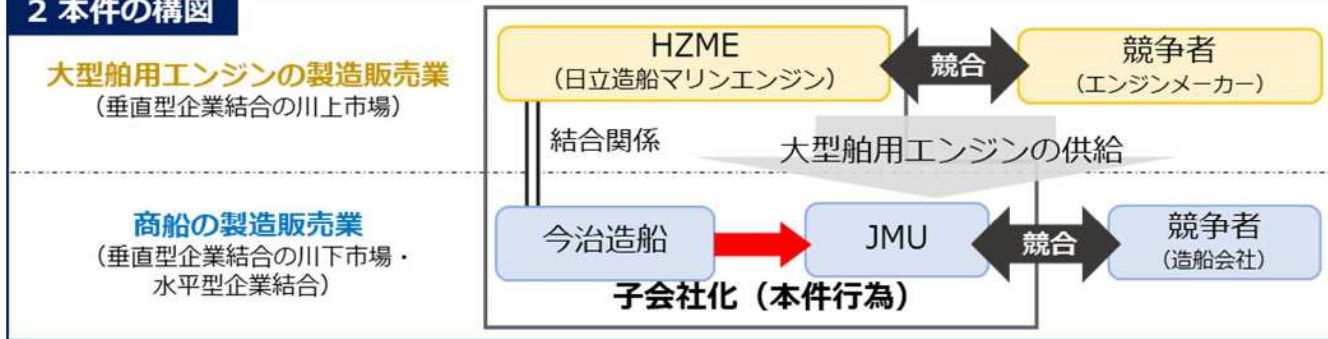 2 本件の構図
大型舶用エンジンの製造販売業
（垂直型企業結合の川上市場）
HZME
（日立造船マリンエンジン）
競合
競争者
（エンジンメーカー）
結合関係
大型舶用エンジンの供給
商船の製造販売業
（垂直型企業結合の川下市場・
水平型企業結合）
今治造船
JMU
競合
競争者
（造船会社）
子会社化（本件行為）